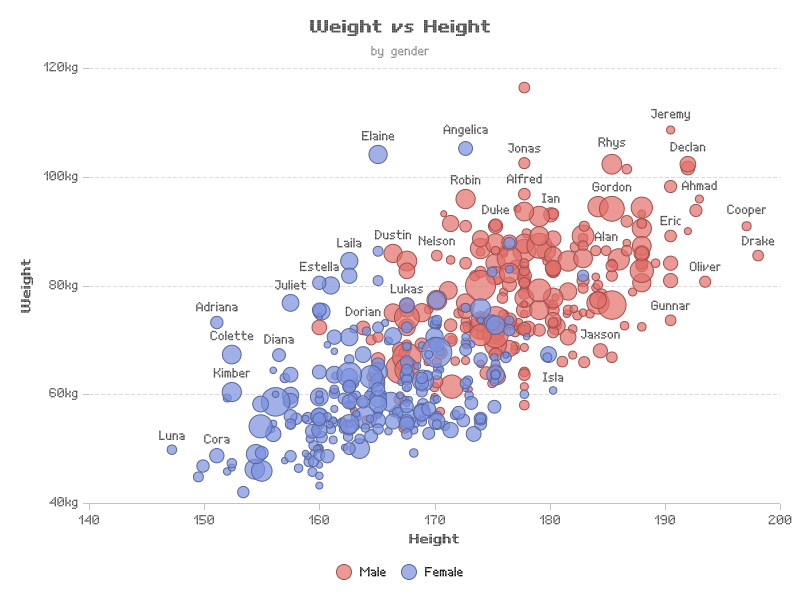 Weight vs Height
by gender
120kg
Jeremy
Elaine
Angelica
Jonas
Rhys
Declan
100kg
Robin
Alfred
Gordon
Ahmad
Ian
Duke
Cooper
Eric
Dustin
Nelson
Alan
Drake
Laila
Estella
Oliver
80kg
Juliet
Lukas
Adriana
Dorian
Gunnar
Colette
Diana
Jaxson
Kimber
Isla
60kg
Luna
Cora
40kg
140
150
160
170
180
190
200
Weight
Height
Male
Female